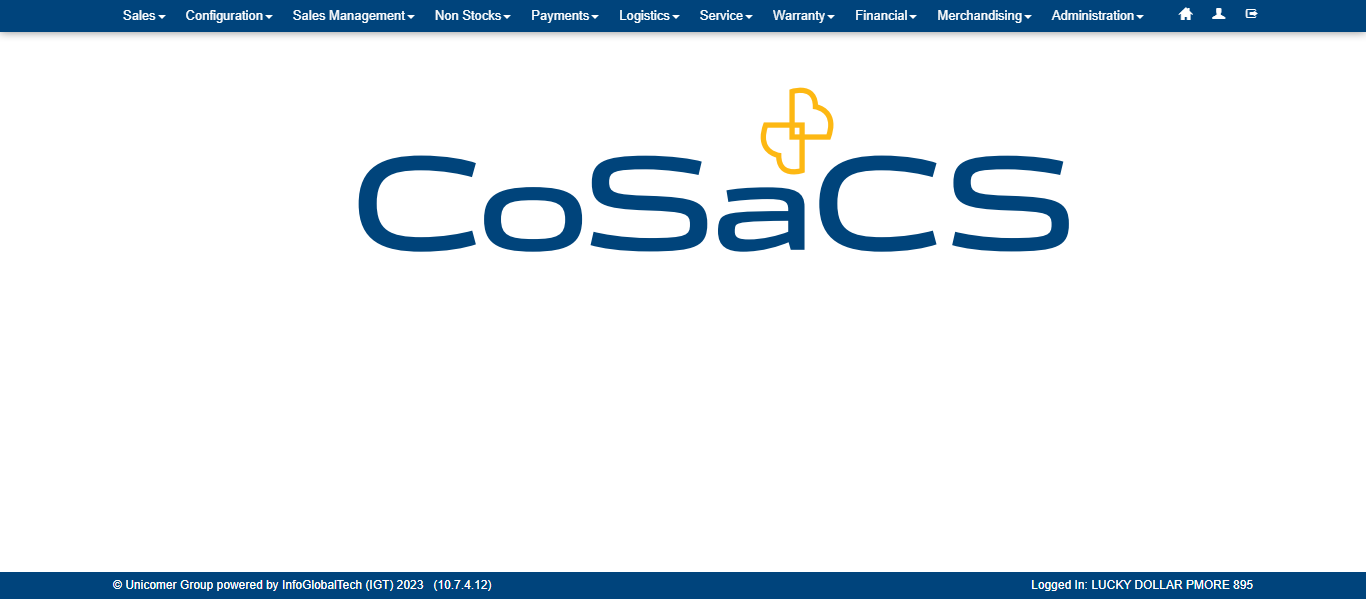 Sales Configuration Sales Management Non Stocks Payments Logistics Service Warranty Financial Merchandising Administration
CoSaCS
© Unicomer Group powered by InfoGlobalTech (IGT) 2023 (10.7.4.12) Logged In: LUCKY DOLLAR PMORE 895